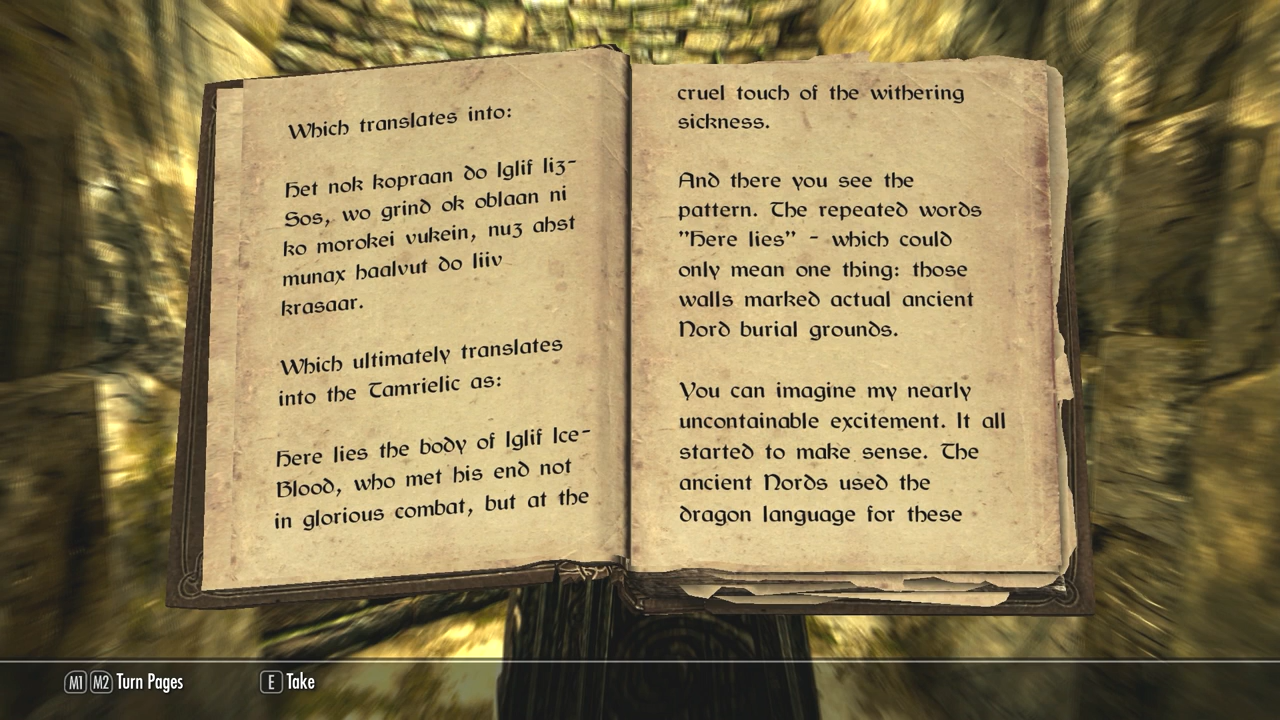 Which translates into:
Het nok kopraan do Iglif Iiz-
Sos, wo grind ok oblaan ni
ko morokei vukein, nuz ahst
munax haalvut do liiv
krasaar.
Which ultimately translates
into the Tamrielic as:
Here lies the body of Iglif Ice-
Blood, who met his end not
in glorious combat, but at the
cruel touch of the withering
sickness.
And there you see the
pattern. The repeated words
"Here lies" - which could
only mean one thing: those
walls marked actual ancient
Nord burial grounds.
You can imagine my nearly
uncontainable excitement. It all
started to make sense. The
ancient Nords used the
dragon language for these
M1 M2 Turn Pages
E Take